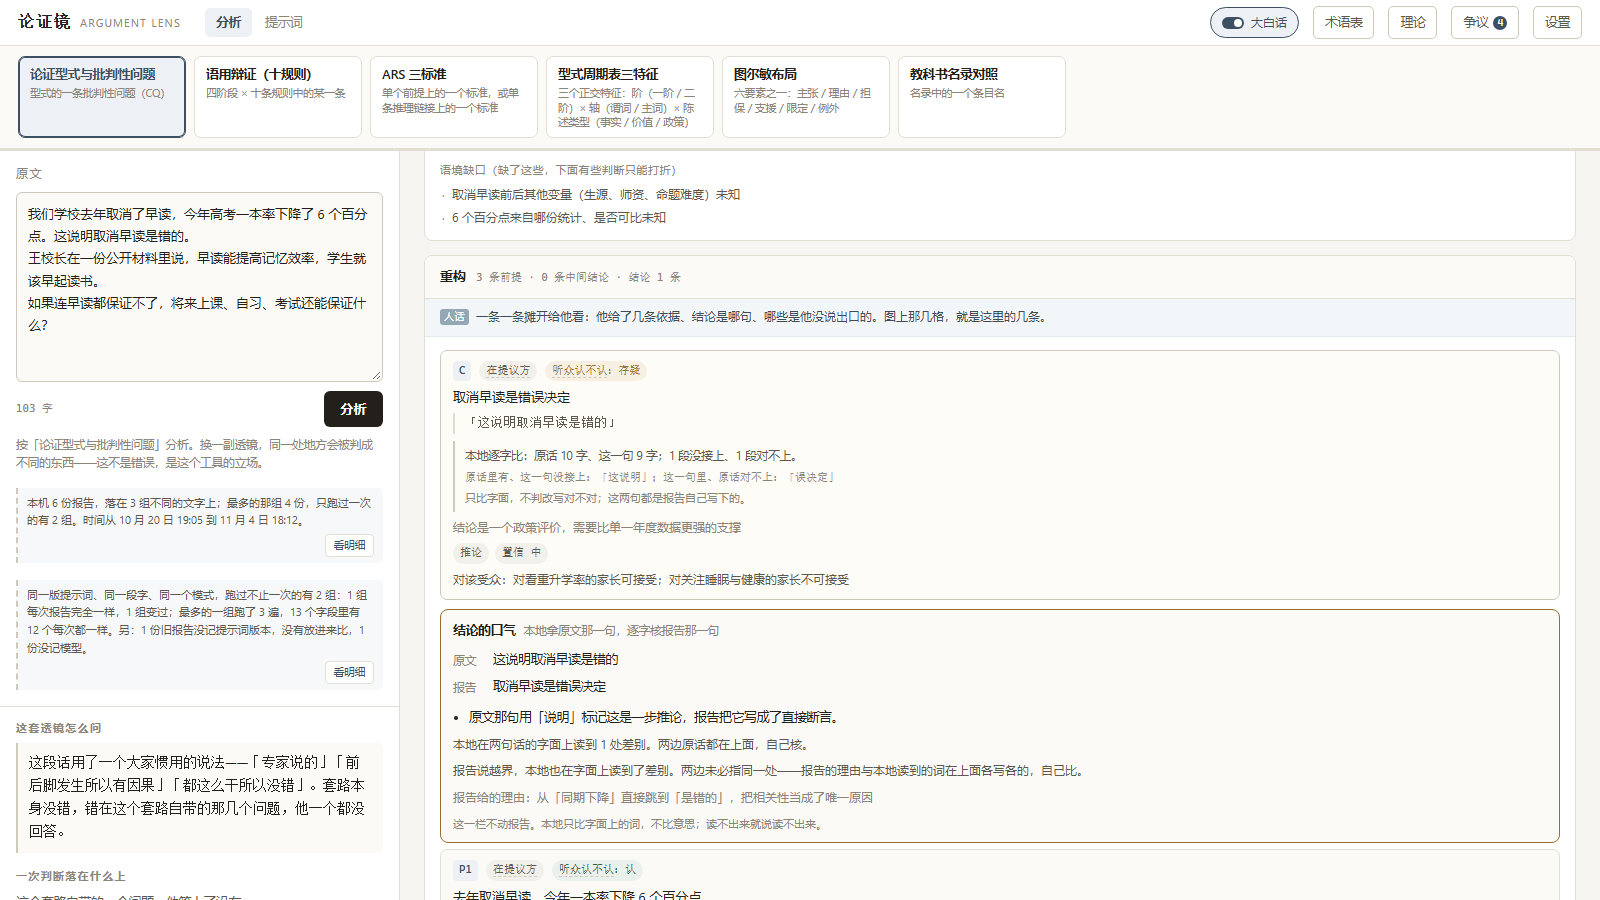 论证镜 ARGUMENT LENS 分析 提示词 大白话 术语表 理论 争议 4 设置
论证型式与批判性问题
型式的一条批判性问题（CQ）
语用辩证（十规则）
四阶段 × 十条规则中的某一条
ARS 三标准
单个前提上的一个标准，或单
条推理链接上的一个标准
型式周期表三特征
三个正交特征：阶（一阶 / 二
阶）× 轴（谓词 / 主词）× 陈
述类型（事实 / 价值 / 政策）
图尔敏布局
六要素之一：主张 / 理由 / 担
保 / 支援 / 限定 / 例外
教科书名录对照
名录中的一个条目名
原文
我们学校去年取消了早读，今年高考一本率下降了 6 个百分
点。这说明取消早读是错的。
王校长在一份公开材料里说，早读能提高记忆效率，学生就
该早起读书。
如果连早读都保证不了，将来上课、自习、考试还能保证什
么？
103 字
分析
按「论证型式与批判性问题」分析。换一副透镜，同一处地方会被判成
不同的东西——这不是错误，是这个工具的立场。
本机 6 份报告，落在 3 组不同的文字上；最多的那组 4 份，只跑过一次
的有 2 组。时间从 10 月 20 日 19:05 到 11 月 4 日 18:12。
看明细
同一版提示词、同一段字、同一个模式，跑过不止一次的有 2 组：1 组
每次报告完全一样，1 组变过；最多的一组跑了 3 遍，13 个字段里有
12 个每次都一样。另：1 份旧报告没记提示词版本，没有放进来比，1
份没记模型。
看明细
这套透镜怎么问
这段话用了一个大家惯用的说法——「专家说的」「前
后脚发生所以有因果」「都这么干所以没错」。套路本
身没错，错在这个套路自带的那几个问题，他一个都没
回答。
一次判断落在什么上
这个套路自带的一个问题，他答上了没有
语境缺口（缺了这些，下面有些判断只能打折）
· 取消早读前后其他变量（生源、师资、命题难度）未知
· 6 个百分点来自哪份统计、是否可比未知
重构 3 条前提 · 0 条中间结论 · 结论 1 条
人话 一条一条摊开给他看：他给了几条依据、结论是哪句、哪些是他没说出口的。图上那几格，就是这里的几条。
C 在提议方 听众认不认：存疑
取消早读是错误决定
「这说明取消早读是错的」
本地逐字比：原话 10 字、这一句 9 字；1 段没接上、1 段对不上。
原话里有、这一句没接上：「这说明」；这一句里、原话对不上：「误决定」
只比字面，不判改写对不对；这两句都是报告自己写下的。
结论是一个政策评价，需要比单一年度数据更强的支撑
推论 置信 中
对该受众：对看重升学率的家长可接受；对关注睡眠与健康的家长不可接受
结论的口气 本地拿原文那一句，逐字核报告那一句
原文 这说明取消早读是错的
报告 取消早读是错误决定
• 原文那句用「说明」标记这是一步推论，报告把它写成了直接断言。
本地在两句话的字面上读到 1 处差别。两边原话都在上面，自己核。
报告说越界，本地也在字面上读到了差别。两边未必指同一处——报告的理由与本地读到的词在上面各写各的，自己比。
报告给的理由：从「同期下降」直接跳到「是错的」，把相关性当成了唯一原因
这一栏不动报告。本地只比字面上的词，不比意思；读不出来就说读不出来。
P1 在提议方 听众认不认：认
去年取消早读，今年一本率下降 6 个百分点